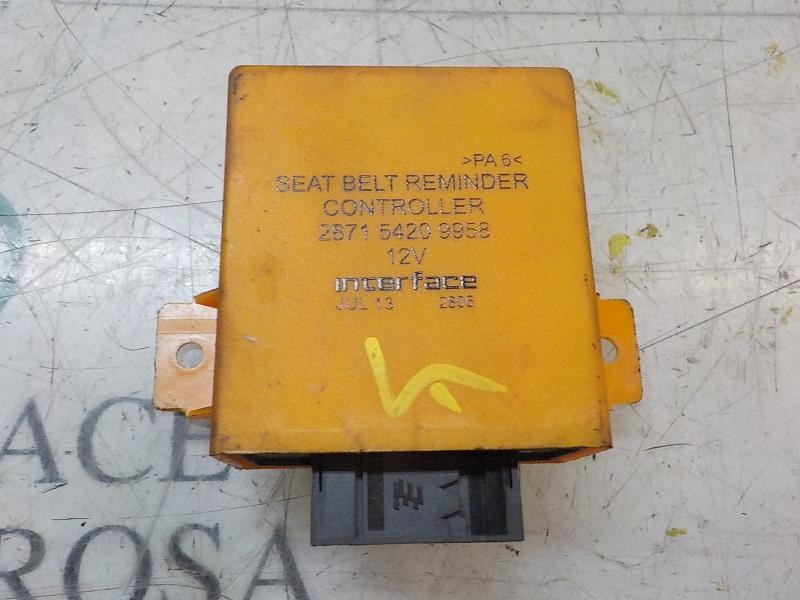 >PA 6<
SEAT BELT REMINDER
CONTROLLER
2871 5420 9958
12V
interface
JUL 13 2806
ACE
ROSA